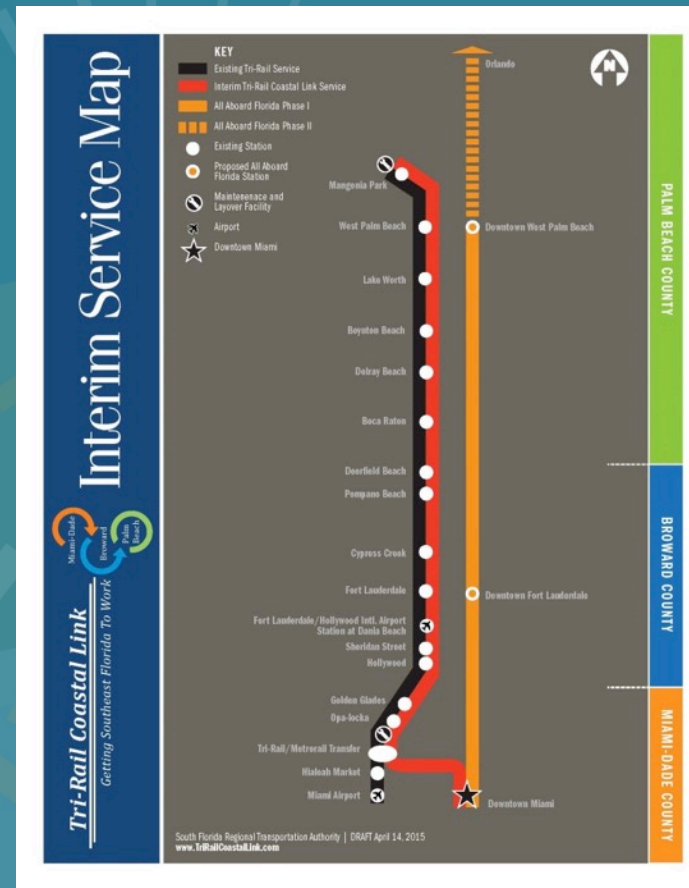 Interim Service Map
Tri-Rail Coastal Link
Getting Southeast Florida To Work
Miami-Dade
Broward
Palm
Beach
KEY
Existing Tri-Rail Service
Interim Tri-Rail Coastal Link Service
All Aboard Florida Phase I
All Aboard Florida Phase II
Existing Station
Proposed All Aboard
Florida Station
Maintenenace and
Layover Facility
Airport
Downtown Miami
N
Orlando
Mangonia Park
West Palm Beach
Downtown West Palm Beach
Lake Worth
Boynton Beach
Delray Beach
Boca Raton
Deerfield Beach
Pompano Beach
Cypress Creek
Fort Lauderdale
Downtown Fort Lauderdale
Fort Lauderdale/Hollywood Intl. Airport
Station at Dania Beach
Sheridan Street
Hollywood
Golden Glades
Opa-locka
Tri-Rail/Metrorail Transfer
Hialeah Market
Miami Airport
Downtown Miami
PALM BEACH COUNTY
BROWARD COUNTY
MIAMI-DADE COUNTY
South Florida Regional Transportation Authority | DRAFT April 14, 2015
www.TriRailCoastalLink.com